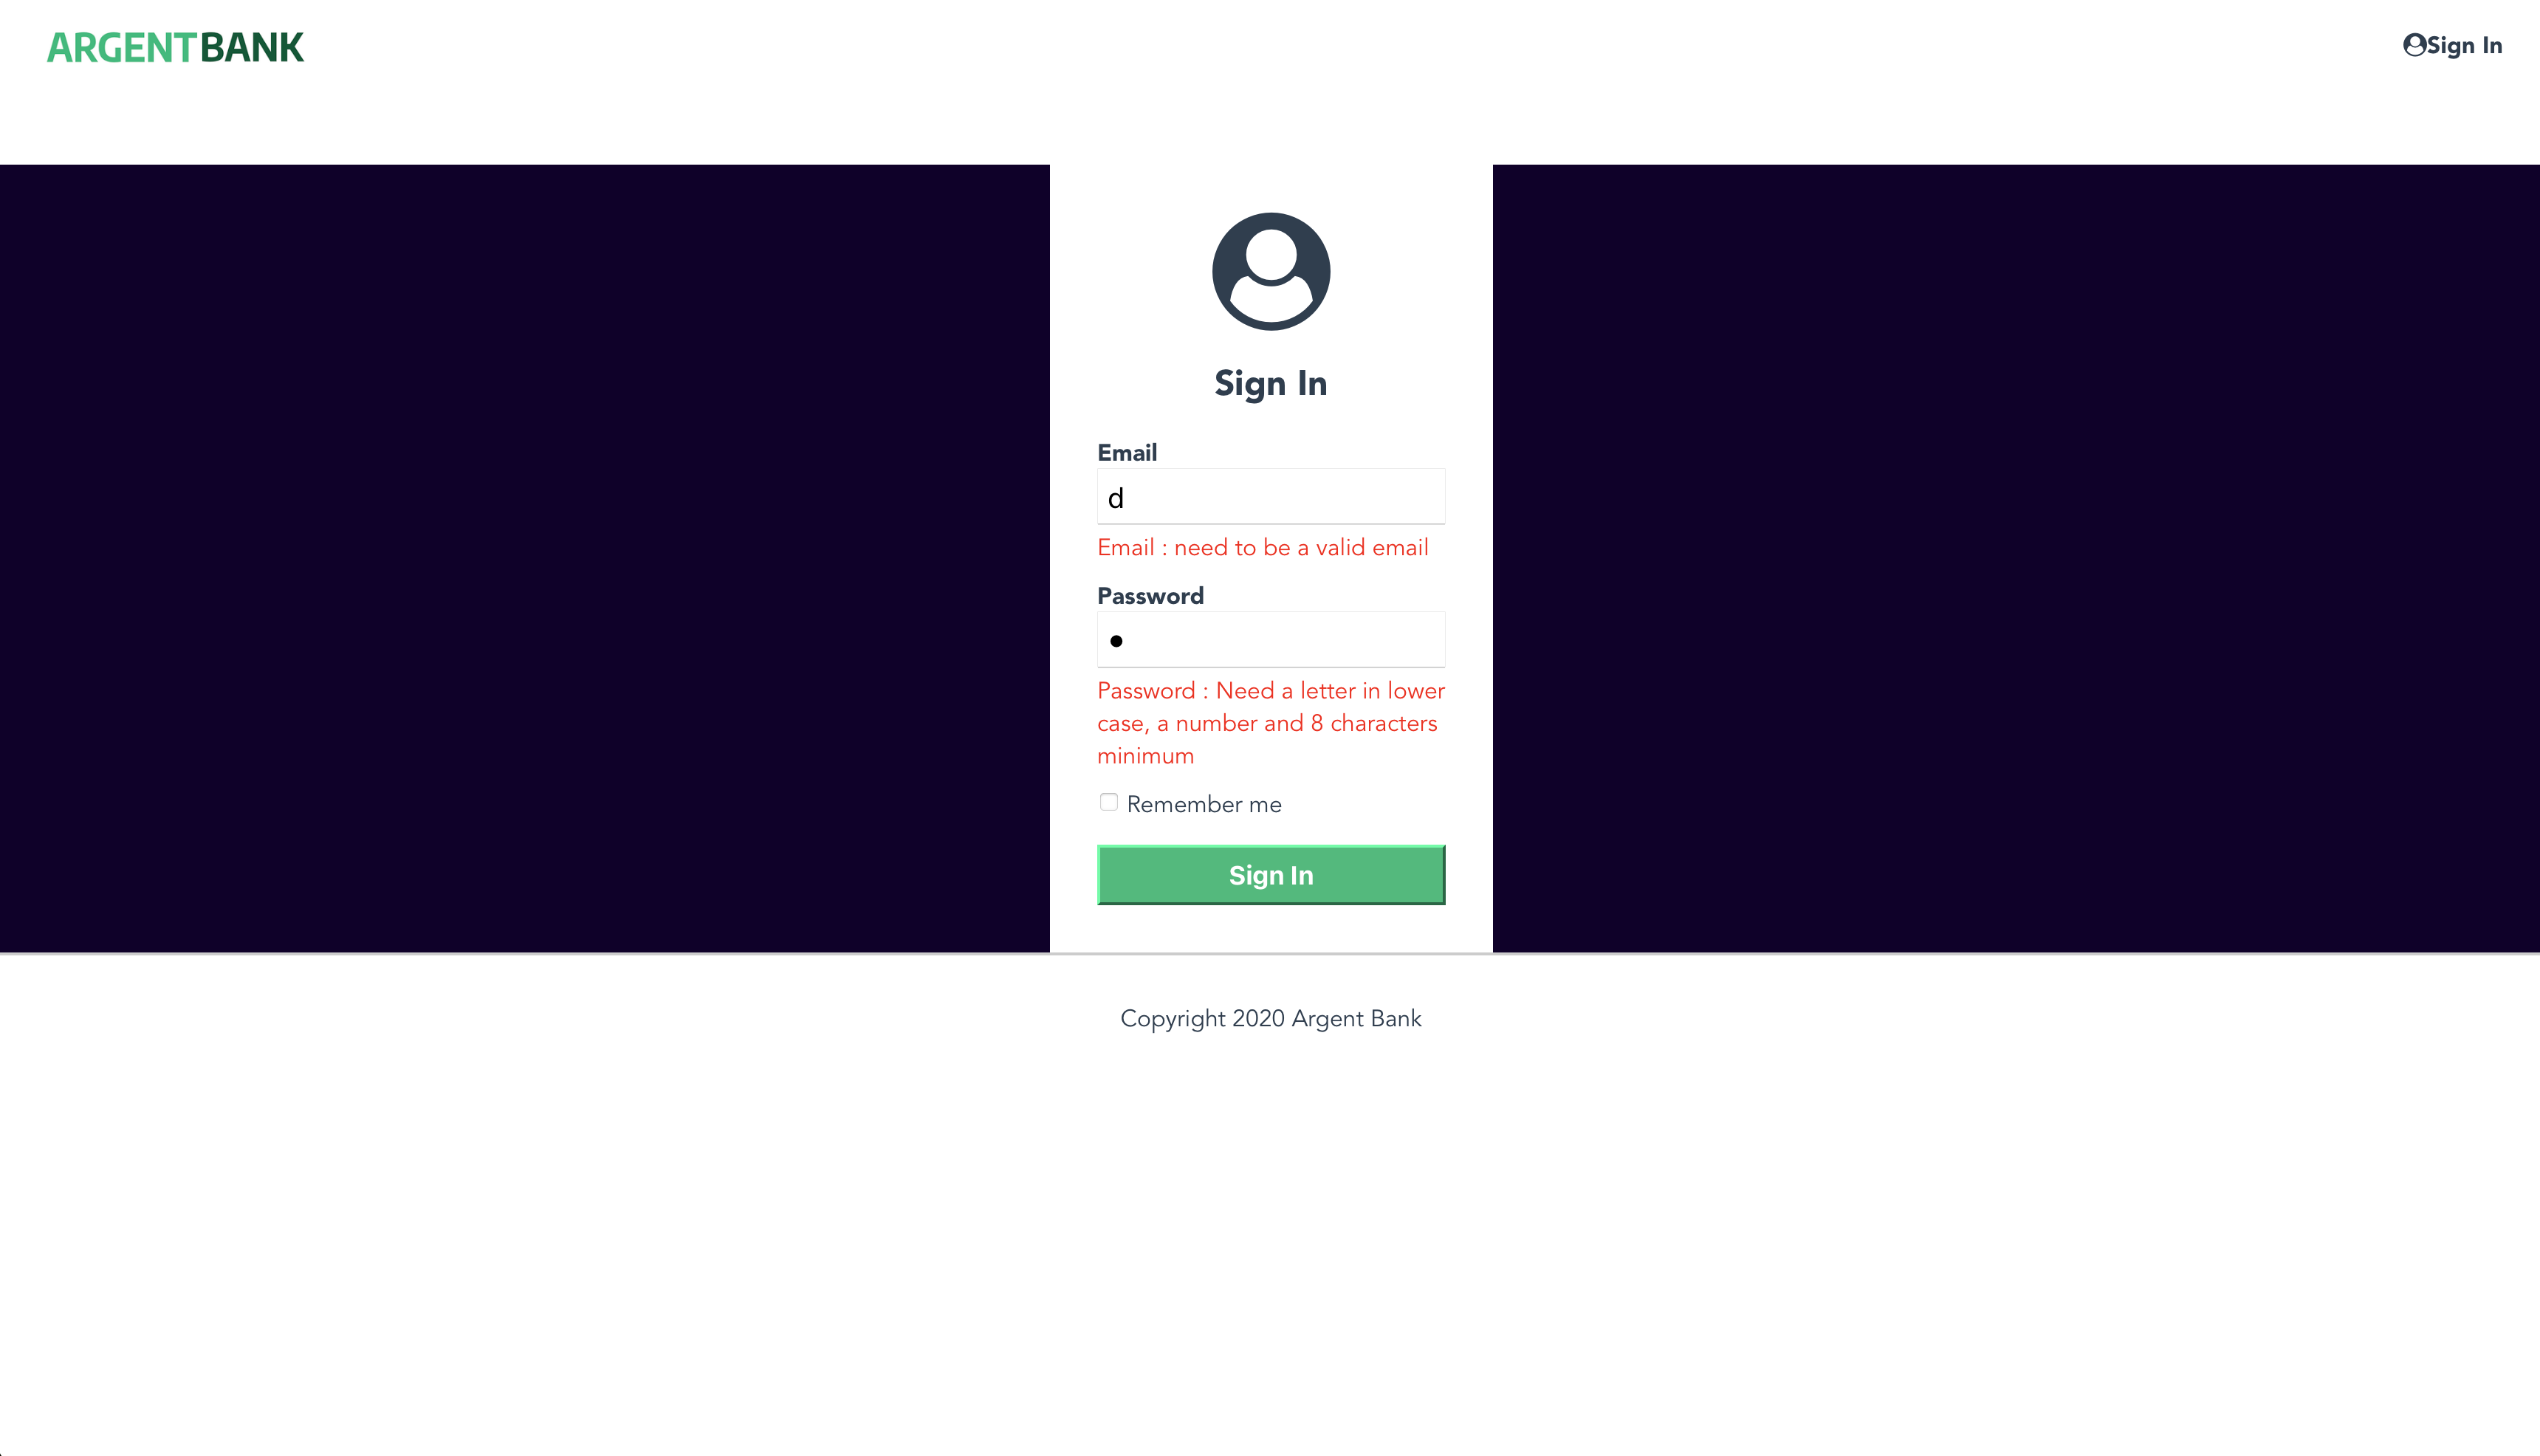 ARGENTBANK
Sign In
Sign In
Email
d
Email : need to be a valid email
Password
Password : Need a letter in lower
case, a number and 8 characters
minimum
Remember me
Sign In
Copyright 2020 Argent Bank